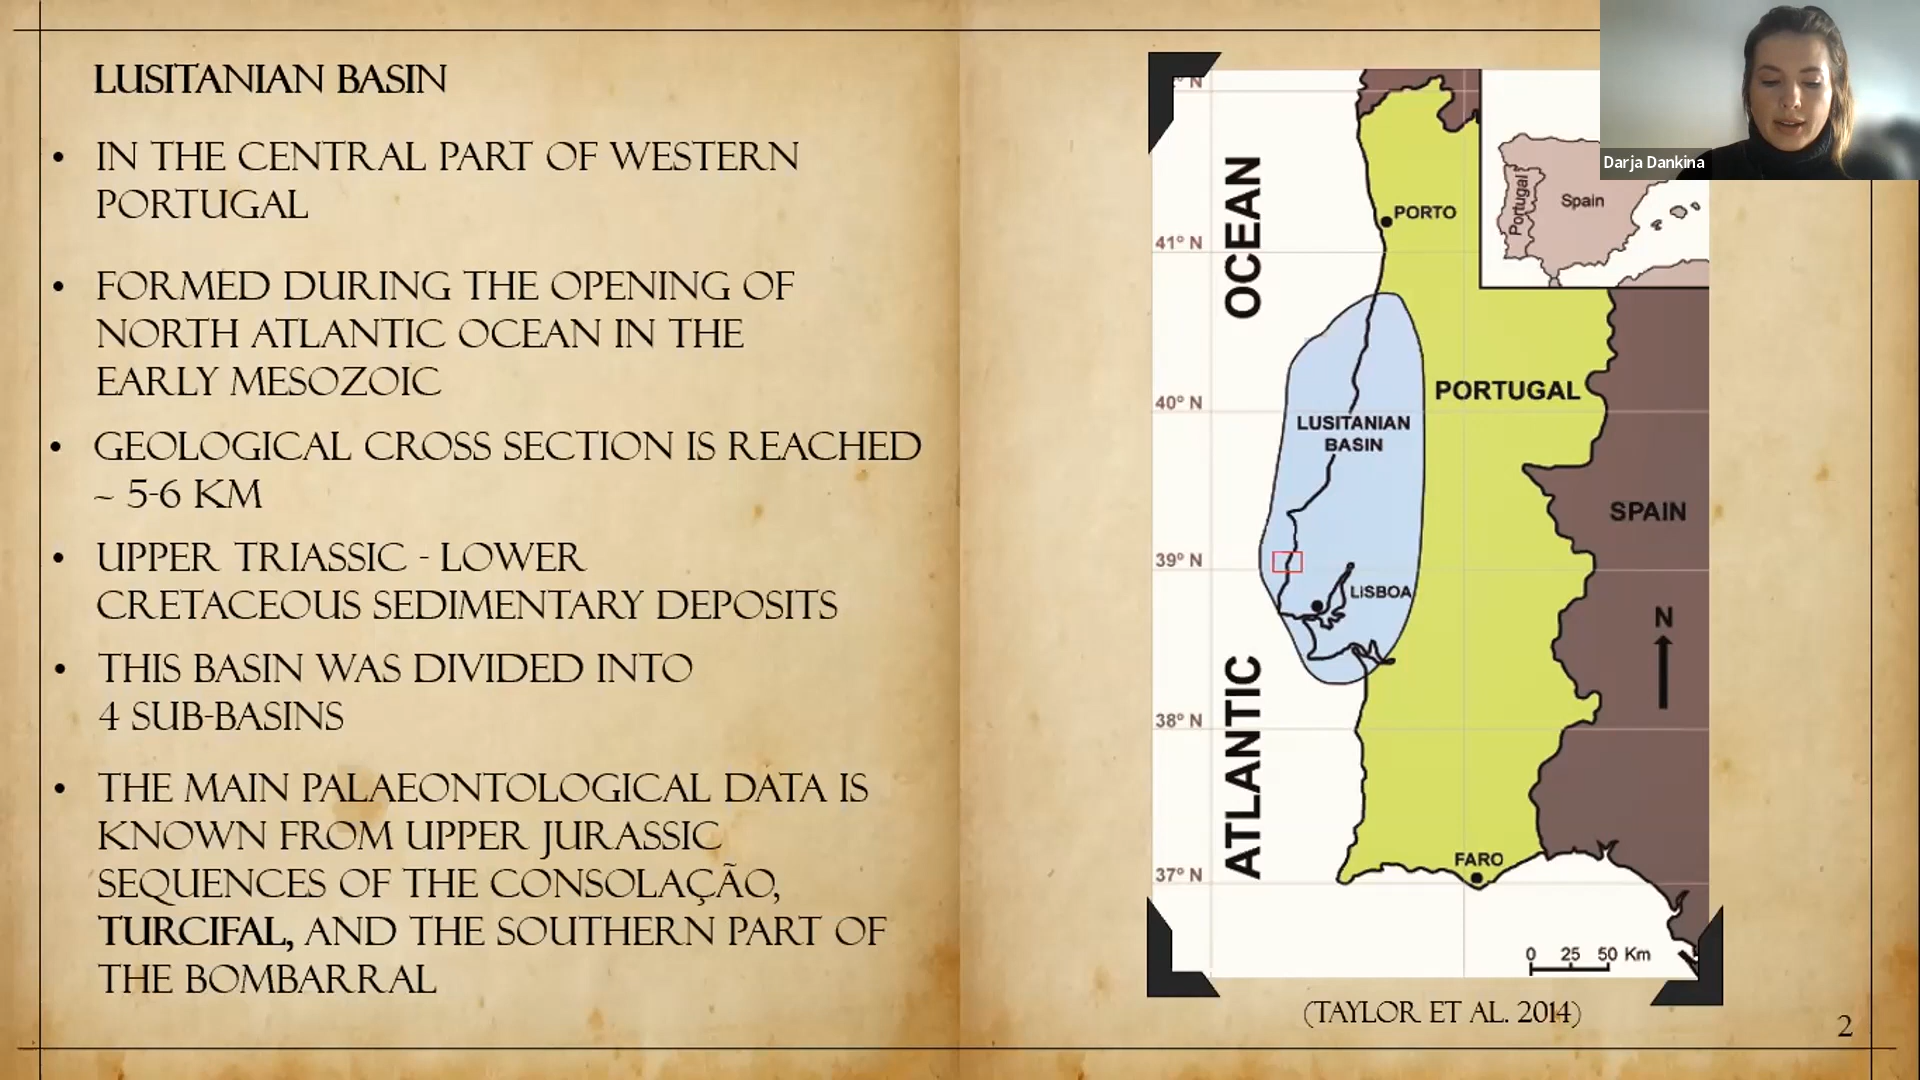 LUSITANIAN BASIN
• IN THE CENTRAL PART OF WESTERN
PORTUGAL
• FORMED DURING THE OPENING OF
NORTH ATLANTIC OCEAN IN THE
EARLY MESOZOIC
• GEOLOGICAL CROSS SECTION IS REACHED
~ 5-6 KM
• UPPER TRIASSIC - LOWER
CRETACEOUS SEDIMENTARY DEPOSITS
• THIS BASIN WAS DIVIDED INTO
4 SUB-BASINS
• THE MAIN PALAEONTOLOGICAL DATA IS
KNOWN FROM UPPER JURASSIC
SEQUENCES OF THE CONSOLAÇÃO,
TURCIFAL, AND THE SOUTHERN PART OF
THE BOMBARRAL
° N
41° N
40° N
39° N
38° N
37° N
ATLANTIC OCEAN
PORTO
PORTUGAL
LUSITANIAN
BASIN
SPAIN
LISBOA
N
FARO
0 25 50 Km
Portugal
Spain
Darja Dankina
(TAYLOR ET AL. 2014)
2